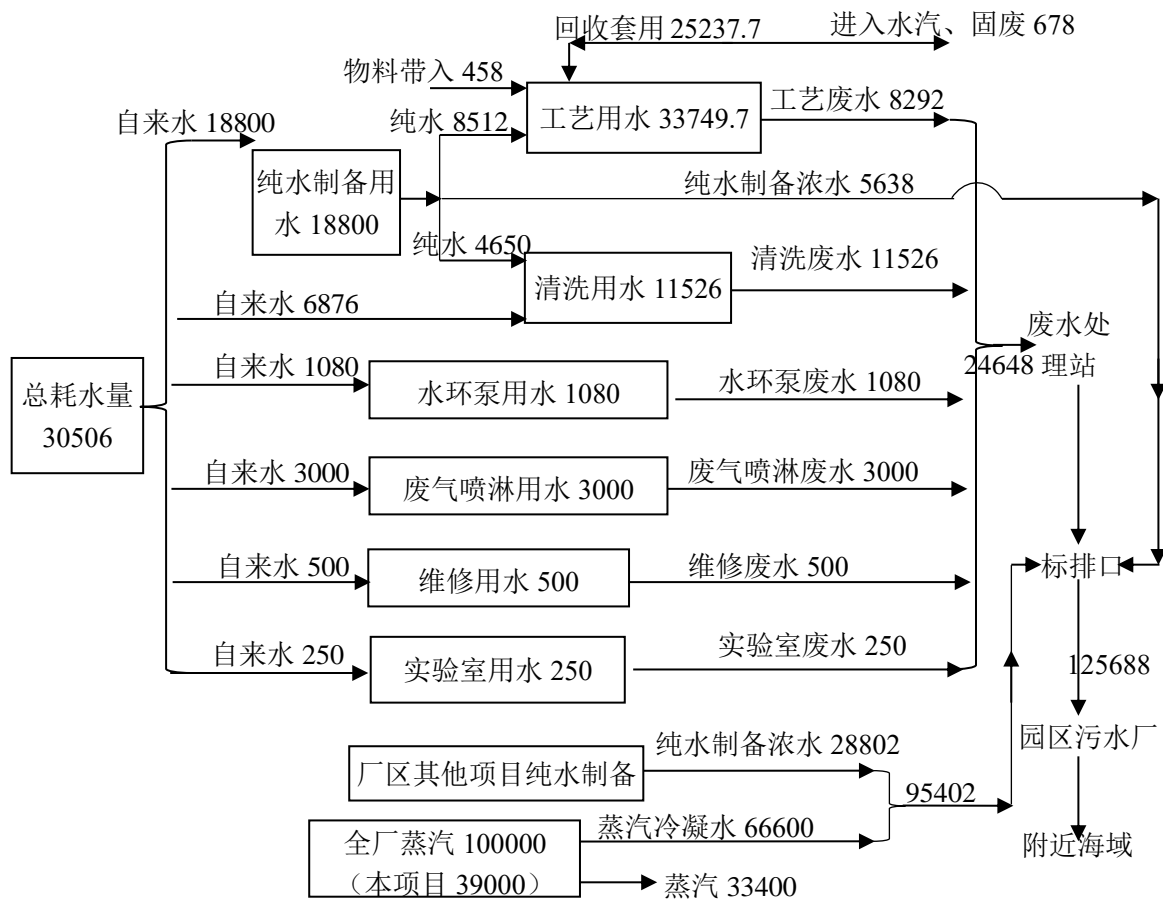 回收套用 25237.7
进入水汽、固废 678
物料带入 458
工艺用水 33749.7
工艺废水 8292
自来水 18800
纯水 8512
纯水制备用
水 18800
纯水制备浓水 5638
纯水 4650
清洗用水 11526
清洗废水 11526
自来水 6876
废水处
理站
24648
总耗水量
30506
自来水 1080
水环泵用水 1080
水环泵废水 1080
自来水 3000
废气喷淋用水 3000
废气喷淋废水 3000
自来水 500
维修用水 500
维修废水 500
标排口
自来水 250
实验室用水 250
实验室废水 250
125688
园区污水厂
厂区其他项目纯水制备
纯水制备浓水 28802
95402
全厂蒸汽 100000
（本项目 39000）
蒸汽冷凝水 66600
蒸汽 33400
附近海域